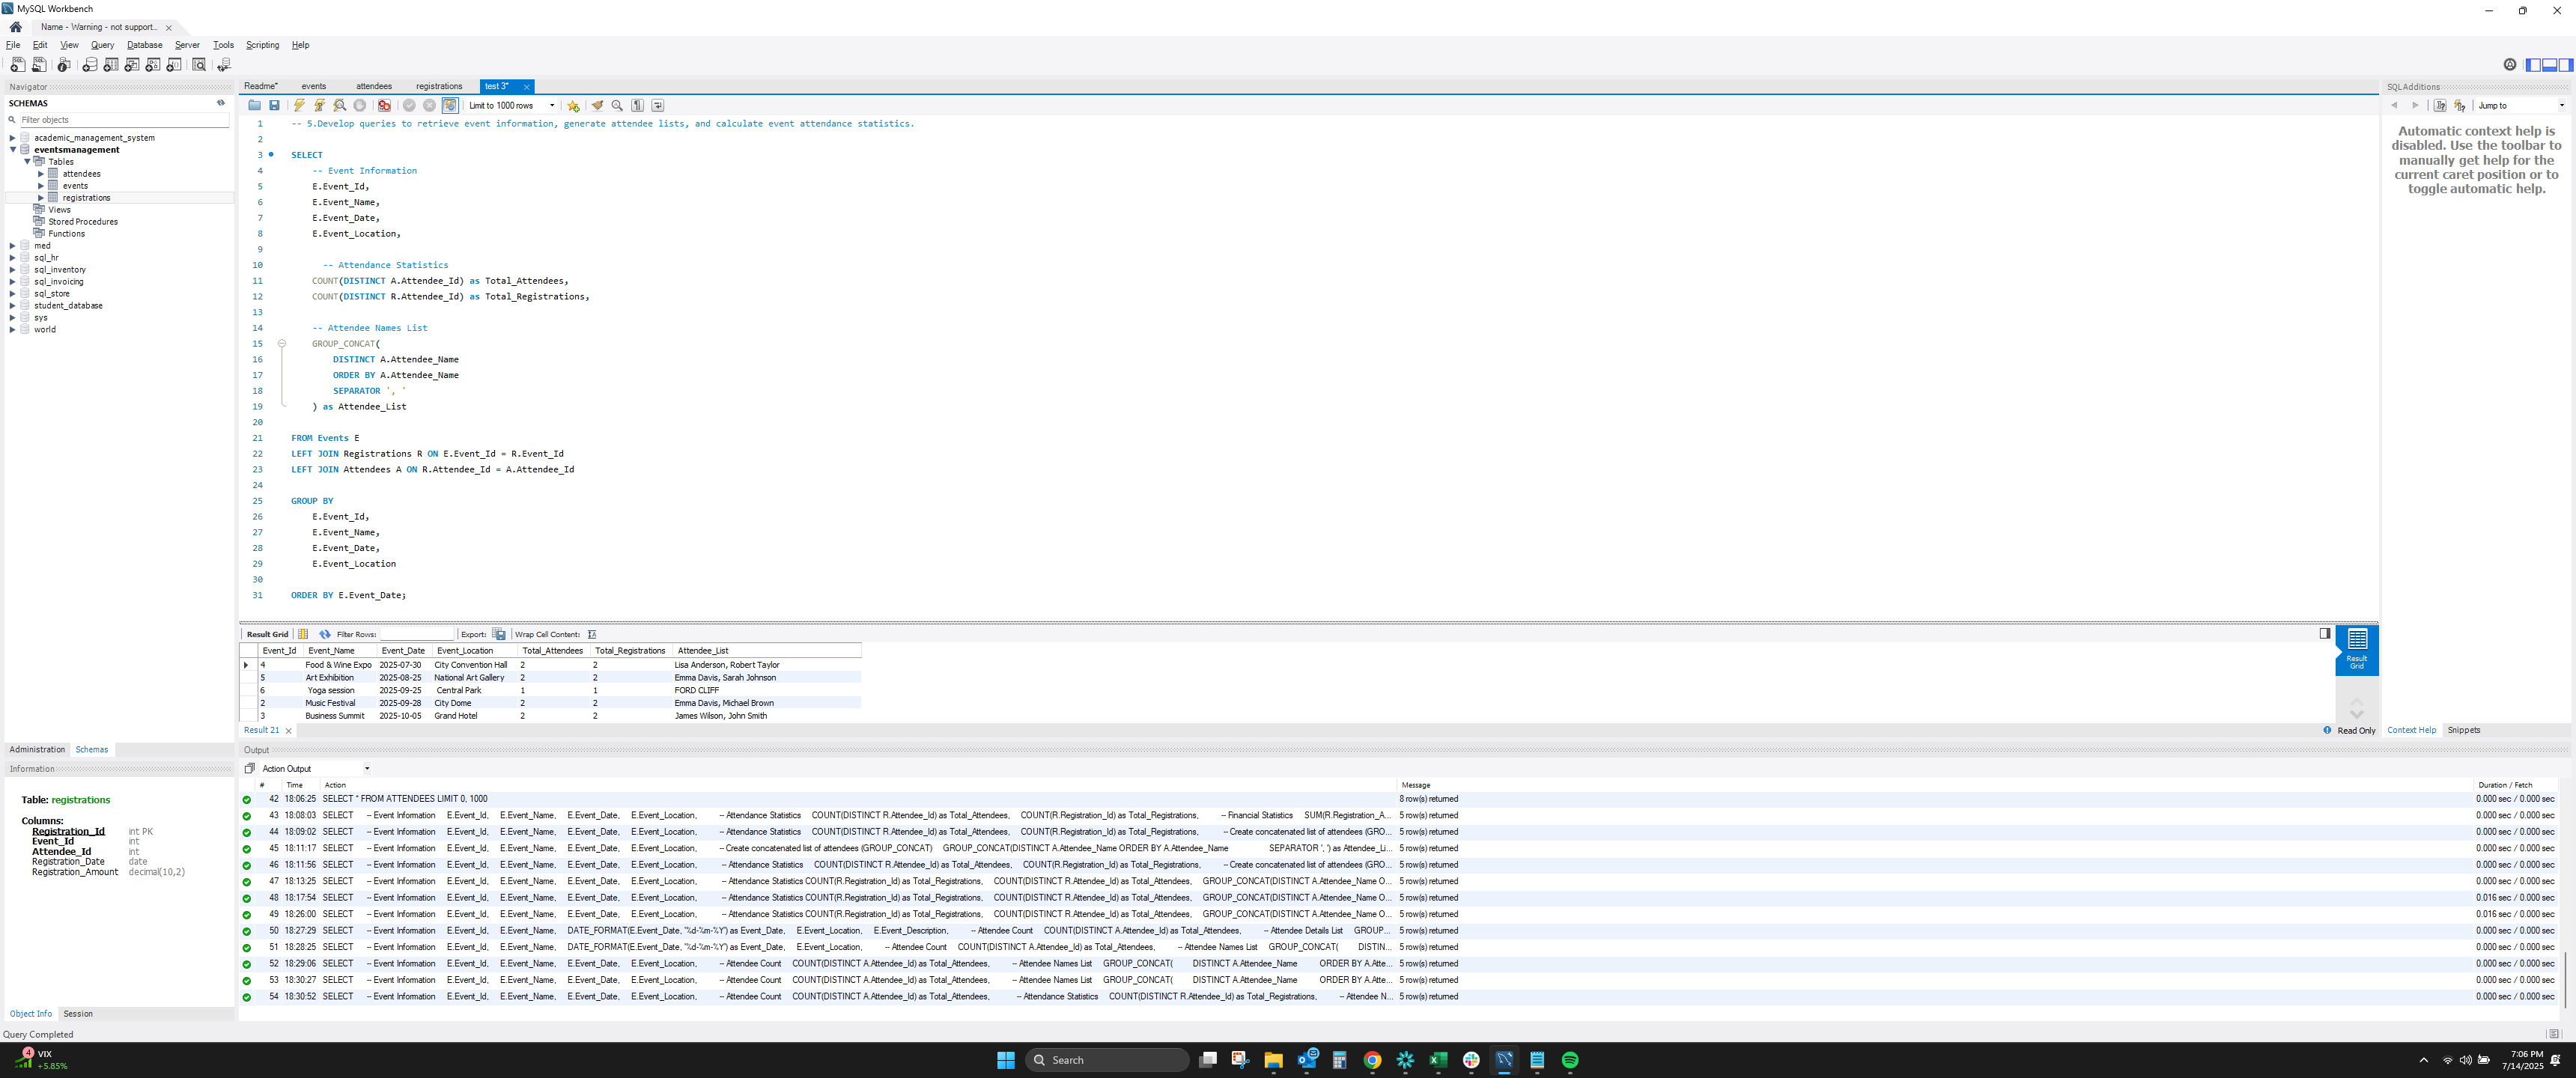 MySQL Workbench
Name - Warning - not support...
File Edit View Query Database Server Tools Scripting Help
Navigator
SCHEMAS
Filter objects
academic_management_system
eventsmanagement
Tables
attendees
events
registrations
Views
Stored Procedures
Functions
med
sql_hr
sql_inventory
sql_invoicing
sql_store
student_database
sys
world
Administration Schemas
Information
Table: registrations
Columns:
Registration_Id int PK
Event_Id int
Attendee_Id int
Registration_Date date
Registration_Amount decimal(10,2)
Object Info Session
Query Completed
Readme* events attendees registrations test 3*
Limit to 1000 rows
1 -- 5.Develop queries to retrieve event information, generate attendee lists, and calculate event attendance statistics.
2
3 SELECT
4 -- Event Information
5 E.Event_Id,
6 E.Event_Name,
7 E.Event_Date,
8 E.Event_Location,
9
10 -- Attendance Statistics
11 COUNT(DISTINCT A.Attendee_Id) as Total_Attendees,
12 COUNT(DISTINCT R.Attendee_Id) as Total_Registrations,
13
14 -- Attendee Names List
15 GROUP_CONCAT(
16 DISTINCT A.Attendee_Name
17 ORDER BY A.Attendee_Name
18 SEPARATOR ', '
19 ) as Attendee_List
20
21 FROM Events E
22 LEFT JOIN Registrations R ON E.Event_Id = R.Event_Id
23 LEFT JOIN Attendees A ON R.Attendee_Id = A.Attendee_Id
24
25 GROUP BY
26 E.Event_Id,
27 E.Event_Name,
28 E.Event_Date,
29 E.Event_Location
30
31 ORDER BY E.Event_Date;
Result Grid Filter Rows: Export: Wrap Cell Content:
Event_Id Event_Name Event_Date Event_Location Total_Attendees Total_Registrations Attendee_List
4 Food & Wine Expo 2025-07-30 City Convention Hall 2 2 Lisa Anderson, Robert Taylor
5 Art Exhibition 2025-08-25 National Art Gallery 2 2 Emma Davis, Sarah Johnson
6 Yoga session 2025-09-25 Central Park 1 1 FORD CLIFF
2 Music Festival 2025-09-28 City Dome 2 2 Emma Davis, Michael Brown
3 Business Summit 2025-10-05 Grand Hotel 2 2 James Wilson, John Smith
Result Grid
Result 21
Read Only
SQLAdditions
Jump to
Automatic context help is
disabled. Use the toolbar to
manually get help for the
current caret position or to
toggle automatic help.
Context Help Snippets
Output
Action Output
# Time Action Message Duration / Fetch
42 18:06:25 SELECT * FROM ATTENDEES LIMIT 0, 1000 8 row(s) returned 0.000 sec / 0.000 sec
43 18:08:03 SELECT -- Event Information E.Event_Id, E.Event_Name, E.Event_Date, E.Event_Location, -- Attendance Statistics COUNT(DISTINCT R.Attendee_Id) as Total_Attendees, COUNT(R.Registration_Id) as Total_Registrations, -- Financial Statistics SUM(R.Registration_A... 5 row(s) returned 0.000 sec / 0.000 sec
44 18:09:02 SELECT -- Event Information E.Event_Id, E.Event_Name, E.Event_Date, E.Event_Location, -- Attendance Statistics COUNT(DISTINCT R.Attendee_Id) as Total_Attendees, COUNT(R.Registration_Id) as Total_Registrations, -- Create concatenated list of attendees (GRO... 5 row(s) returned 0.000 sec / 0.000 sec
45 18:11:17 SELECT -- Event Information E.Event_Id, E.Event_Name, E.Event_Date, E.Event_Location, -- Create concatenated list of attendees (GROUP_CONCAT) GROUP_CONCAT(DISTINCT A.Attendee_Name ORDER BY A.Attendee_Name SEPARATOR ', ') as Attendee_Li... 5 row(s) returned 0.000 sec / 0.000 sec
46 18:11:56 SELECT -- Event Information E.Event_Id, E.Event_Name, E.Event_Date, E.Event_Location, -- Attendance Statistics COUNT(DISTINCT R.Attendee_Id) as Total_Attendees, COUNT(R.Registration_Id) as Total_Registrations, -- Create concatenated list of attendees (GRO... 5 row(s) returned 0.000 sec / 0.000 sec
47 18:13:25 SELECT -- Event Information E.Event_Id, E.Event_Name, E.Event_Date, E.Event_Location, -- Attendance Statistics COUNT(R.Registration_Id) as Total_Registrations, COUNT(DISTINCT R.Attendee_Id) as Total_Attendees, GROUP_CONCAT(DISTINCT A.Attendee_Name O... 5 row(s) returned 0.000 sec / 0.000 sec
48 18:17:54 SELECT -- Event Information E.Event_Id, E.Event_Name, E.Event_Date, E.Event_Location, -- Attendance Statistics COUNT(R.Registration_Id) as Total_Registrations, COUNT(DISTINCT R.Attendee_Id) as Total_Attendees, GROUP_CONCAT(DISTINCT A.Attendee_Name O... 5 row(s) returned 0.016 sec / 0.000 sec
49 18:26:00 SELECT -- Event Information E.Event_Id, E.Event_Name, E.Event_Date, E.Event_Location, -- Attendance Statistics COUNT(R.Registration_Id) as Total_Registrations, COUNT(DISTINCT R.Attendee_Id) as Total_Attendees, GROUP_CONCAT(DISTINCT A.Attendee_Name O... 5 row(s) returned 0.016 sec / 0.000 sec
50 18:27:29 SELECT -- Event Information E.Event_Id, E.Event_Name, DATE_FORMAT(E.Event_Date, '%d-%m-%Y') as Event_Date, E.Event_Location, E.Event_Description, -- Attendee Count COUNT(DISTINCT A.Attendee_Id) as Total_Attendees, -- Attendee Details List GROUP... 5 row(s) returned 0.000 sec / 0.000 sec
51 18:28:25 SELECT -- Event Information E.Event_Id, E.Event_Name, DATE_FORMAT(E.Event_Date, '%d-%m-%Y') as Event_Date, E.Event_Location, -- Attendee Count COUNT(DISTINCT A.Attendee_Id) as Total_Attendees, -- Attendee Names List GROUP_CONCAT( DISTIN... 5 row(s) returned 0.000 sec / 0.000 sec
52 18:29:06 SELECT -- Event Information E.Event_Id, E.Event_Name, E.Event_Date, E.Event_Location, -- Attendee Count COUNT(DISTINCT A.Attendee_Id) as Total_Attendees, -- Attendee Names List GROUP_CONCAT( DISTINCT A.Attendee_Name ORDER BY A.Atte... 5 row(s) returned 0.000 sec / 0.000 sec
53 18:30:27 SELECT -- Event Information E.Event_Id, E.Event_Name, E.Event_Date, E.Event_Location, -- Attendee Count COUNT(DISTINCT A.Attendee_Id) as Total_Attendees, -- Attendee Names List GROUP_CONCAT( DISTINCT A.Attendee_Name ORDER BY A.Atte... 5 row(s) returned 0.000 sec / 0.000 sec
54 18:30:52 SELECT -- Event Information E.Event_Id, E.Event_Name, E.Event_Date, E.Event_Location, -- Attendee Count COUNT(DISTINCT A.Attendee_Id) as Total_Attendees, -- Attendance Statistics COUNT(DISTINCT R.Attendee_Id) as Total_Registrations, -- Attendee N... 5 row(s) returned 0.000 sec / 0.000 sec
4 VIX
+5.85%
Search
7:06 PM
7/14/2025